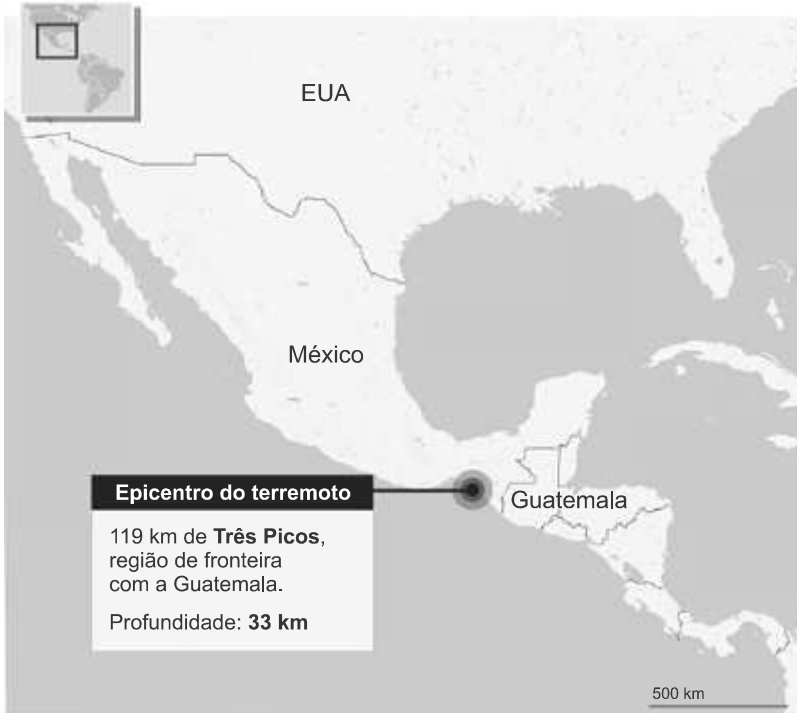 EUA
México
Guatemala
Epicentro do terremoto
119 km de Três Picos,
região de fronteira
com a Guatemala.
Profundidade: 33 km
500 km